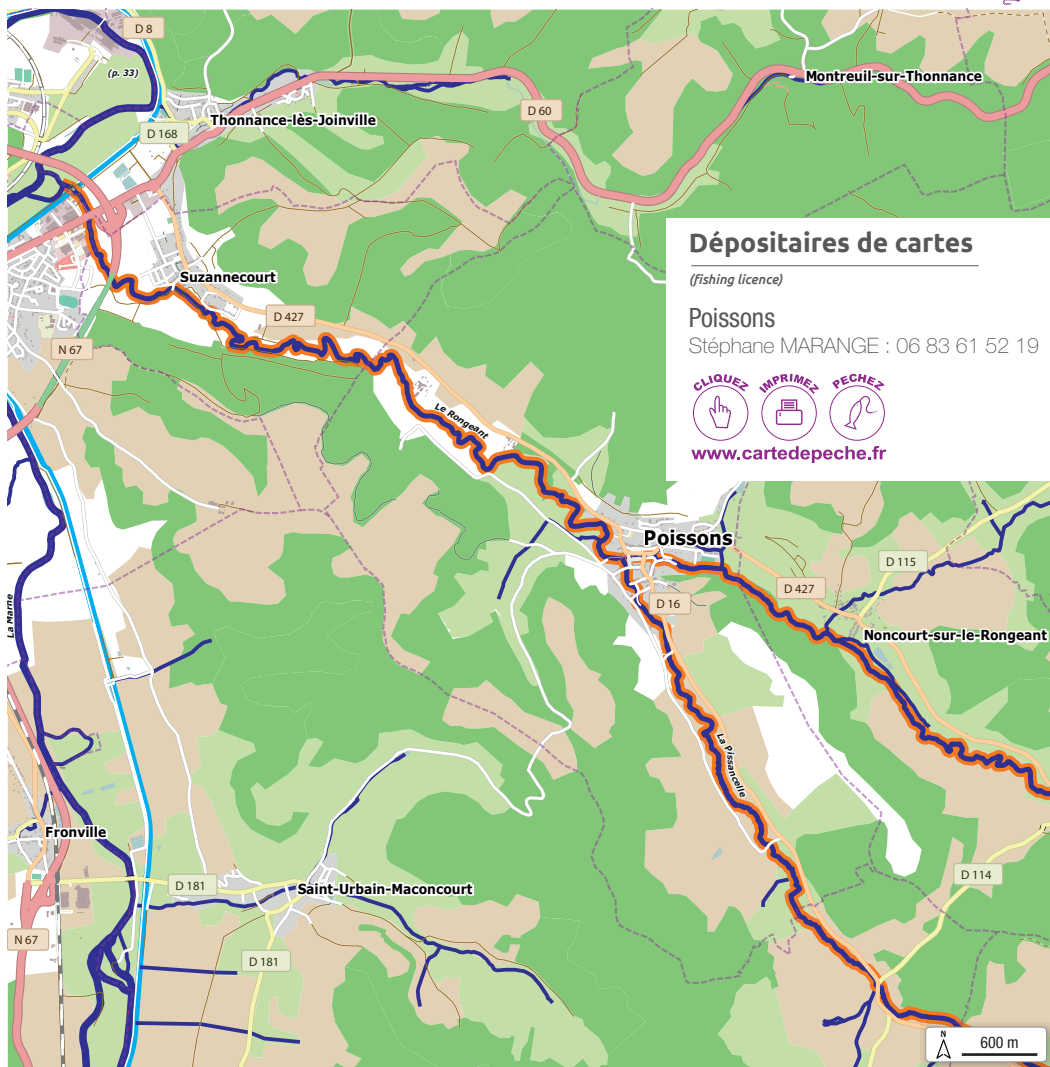 D 8
(p. 33)
Montreuil-sur-Thonnance
D 60
Thonnance-lès-Joinville
D 168
Dépositaires de cartes
(fishing licence)
Poissons
Stéphane MARANGE : 06 83 61 52 19
CLIQUEZ IMPRIMEZ PECHEZ
www.cartedepeche.fr
Suzannecourt
D 427
N 67
Le Rongeant
Poissons
D 115
D 427
D 16
La Marne
Noncourt-sur-le-Rongeant
La Pissancelle
Fronville
D 114
D 181
Saint-Urbain-Maconcourt
N 67
D 181
N
600 m